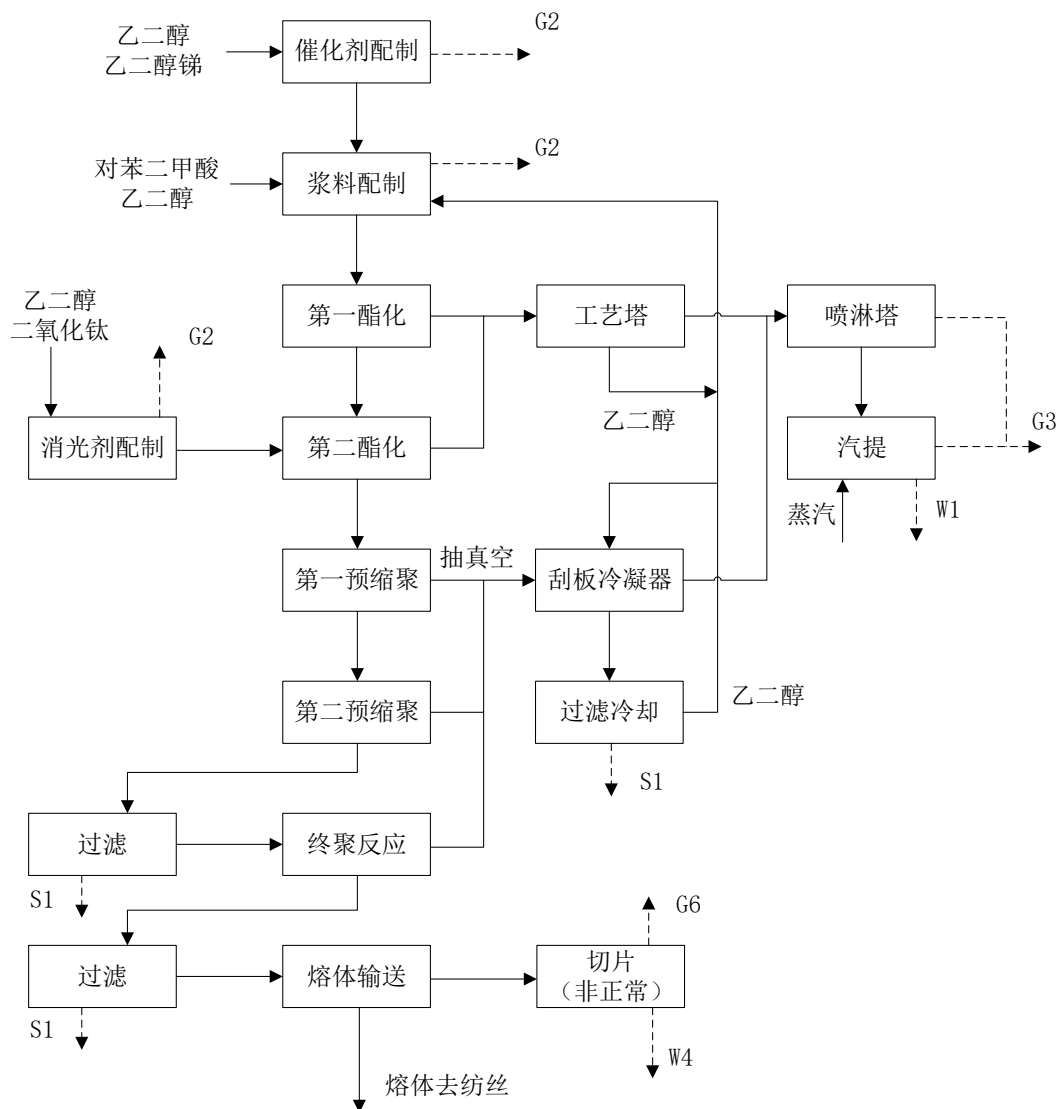 G2
乙二醇
乙二醇锑
催化剂配制
G2
对苯二甲酸
乙二醇
浆料配制
乙二醇
二氧化钛
G2
第一酯化
工艺塔
喷淋塔
乙二醇
消光剂配制
第二酯化
汽提
G3
蒸汽
W1
抽真空
第一预缩聚
刮板冷凝器
第二预缩聚
过滤冷却
乙二醇
S1
过滤
终聚反应
S1
G6
过滤
熔体输送
切片
（非正常）
S1
W4
熔体去纺丝